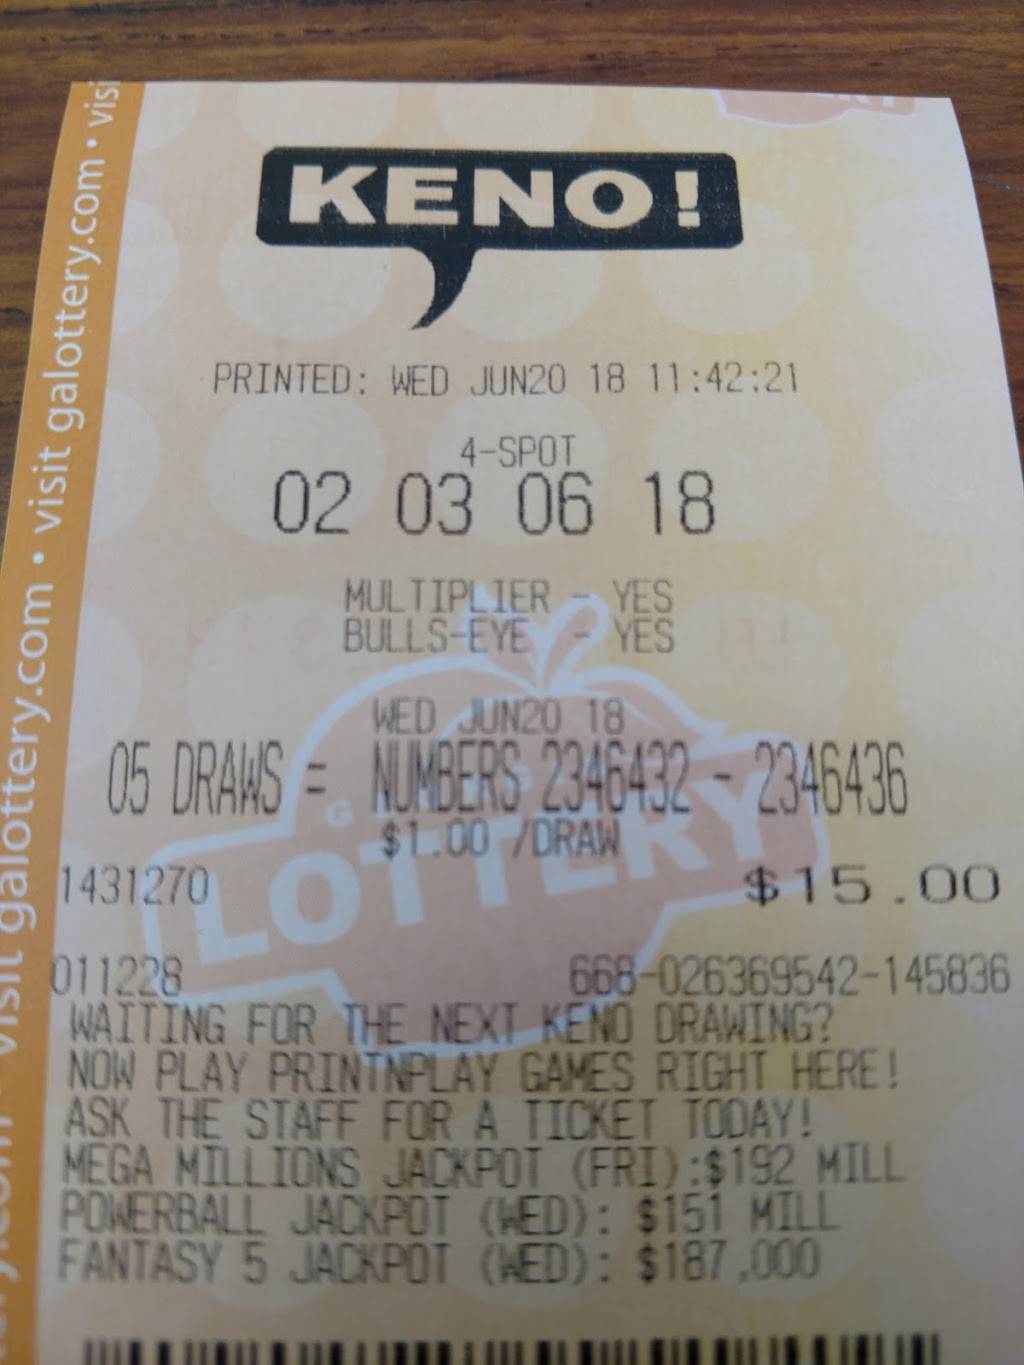 KENO!
PRINTED: WED JUN20 18 11:42:21
4-SPOT
02 03 06 18
MULTIPLIER - YES
BULLS-EYE - YES
WED JUN20 18
05 DRAWS = NUMBERS 2346432 - 2346436
$1.00 /DRAW
1431270 $15.00
011228 668-026369542-145836
WAITING FOR THE NEXT KENO DRAWING?
NOW PLAY PRINTNPLAY GAMES RIGHT HERE!
ASK THE STAFF FOR A TICKET TODAY!
MEGA MILLIONS JACKPOT (FRI):$192 MILL
POWERBALL JACKPOT (WED): $151 MILL
FANTASY 5 JACKPOT (WED): $187,000
LOTTERY
visit galottery.com • visit galottery.com • visi